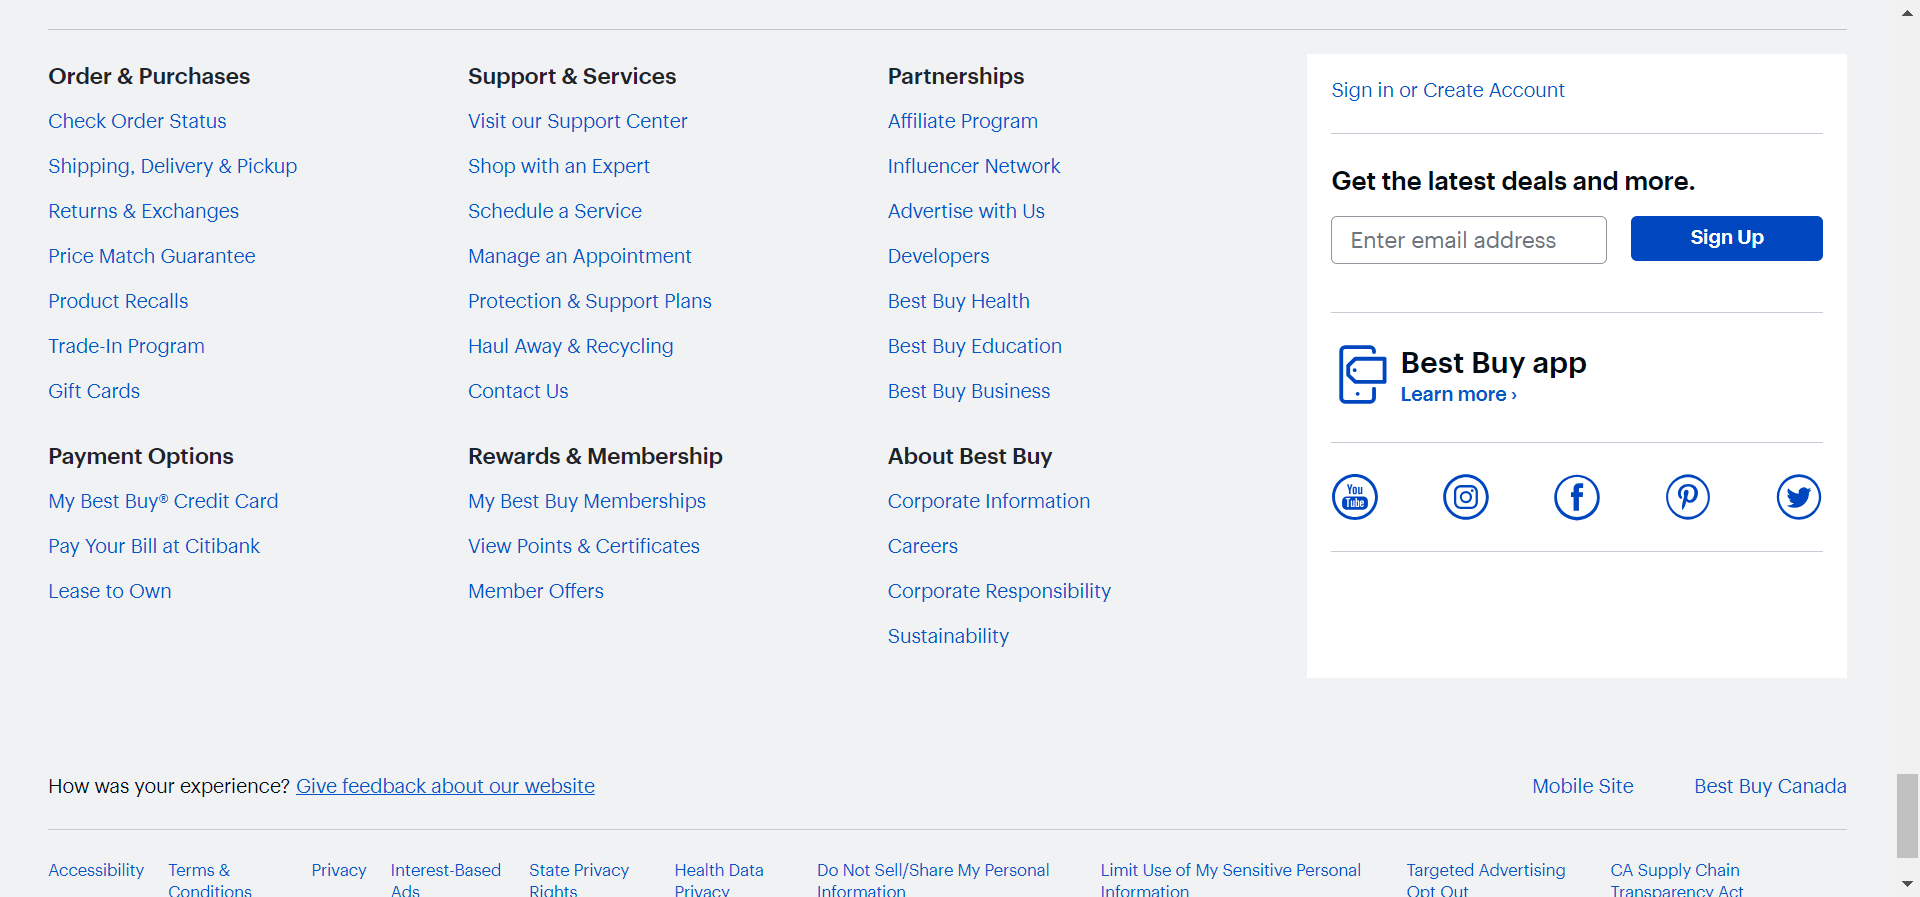 Order & Purchases
Check Order Status
Shipping, Delivery & Pickup
Returns & Exchanges
Price Match Guarantee
Product Recalls
Trade-In Program
Gift Cards
Support & Services
Visit our Support Center
Shop with an Expert
Schedule a Service
Manage an Appointment
Protection & Support Plans
Haul Away & Recycling
Contact Us
Partnerships
Affiliate Program
Influencer Network
Advertise with Us
Developers
Best Buy Health
Best Buy Education
Best Buy Business
Payment Options
My Best Buy® Credit Card
Pay Your Bill at Citibank
Lease to Own
Rewards & Membership
My Best Buy Memberships
View Points & Certificates
Member Offers
About Best Buy
Corporate Information
Careers
Corporate Responsibility
Sustainability
Sign in or Create Account
Get the latest deals and more.
Enter email address
Sign Up
Best Buy app
Learn more ›
You
Tube
How was your experience? Give feedback about our website
Mobile Site
Best Buy Canada
Accessibility
Terms &
Conditions
Privacy
Interest-Based
Ads
State Privacy
Rights
Health Data
Privacy
Do Not Sell/Share My Personal
Information
Limit Use of My Sensitive Personal
Information
Targeted Advertising
Opt Out
CA Supply Chain
Transparency Act